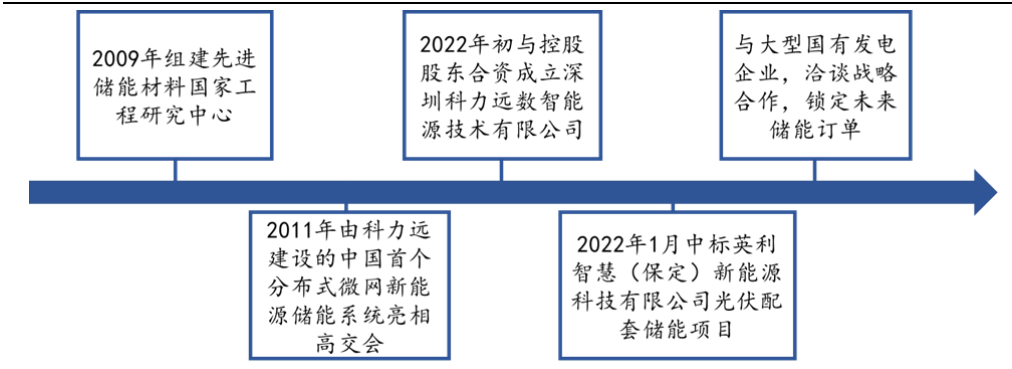 2009年组建先进
储能材料国家工
程研究中心
2011年由科力远
建设的中国首个
分布式微网新能
源储能系统亮相
高交会
2022年初与控股
股东合资成立深
圳科力远数智能
源技术有限公司
2022年1月中标英利
智慧（保定）新能源
科技有限公司光伏配
套储能项目
与大型国有发电
企业，洽谈战略
合作，锁定未来
储能订单